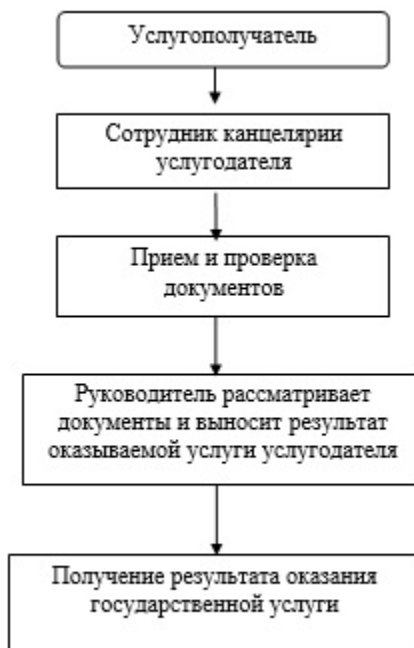 Услугополучатель
Сотрудник канцелярии
услугодателя
Прием и проверка
документов
Руководитель рассматривает
документы и выносит результат
оказываемой услуги услугодателя
Получение результата оказания
государственной услуги